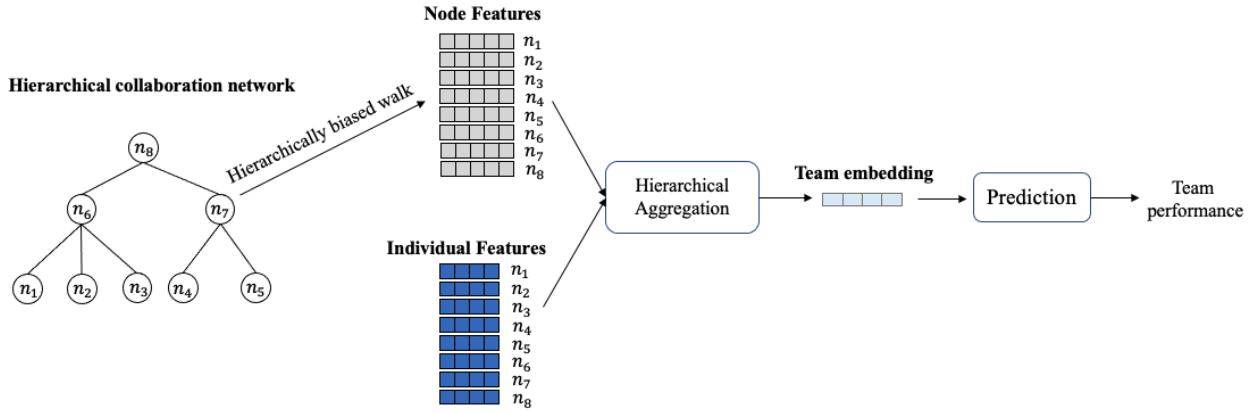 Hierarchical collaboration network
n₈
n₆
n₇
n₁
n₂
n₃
n₄
n₅
Hierarchically biased walk
Node Features
n₁
n₂
n₃
n₄
n₅
n₆
n₇
n₈
Individual Features
n₁
n₂
n₃
n₄
n₅
n₆
n₇
n₈
Hierarchical
Aggregation
Team embedding
Prediction
Team
performance